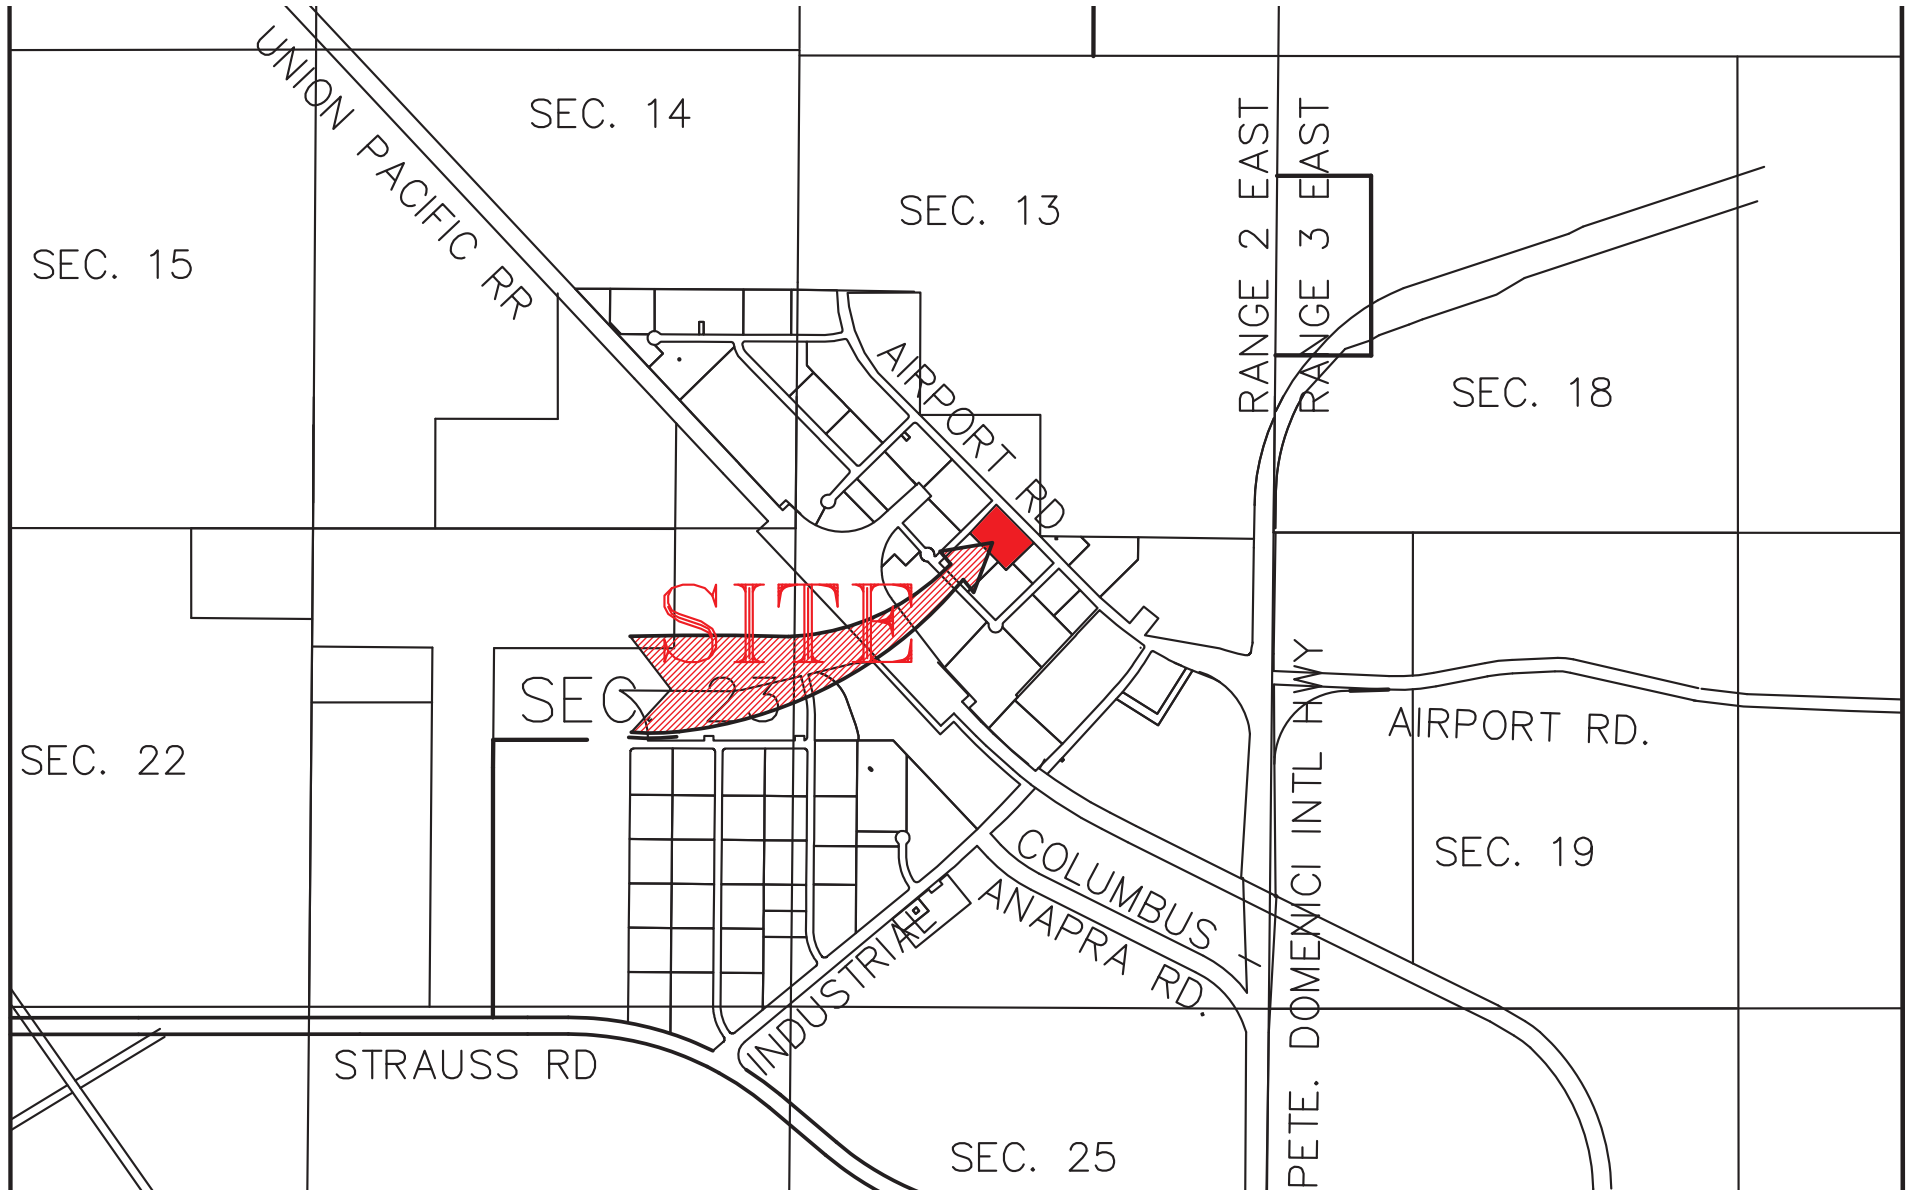 UNION PACIFIC RR
SEC. 14
SEC. 13
SEC. 15
RANGE 2 EAST
RANGE 3 EAST
AIRPORT RD.
SEC. 18
SITE
SEC. 23
SEC. 22
AIRPORT RD.
PETE. DOMENICI INTL HWY
SEC. 19
COLUMBUS
ANAPRA RD.
INDUSTRIAL
STRAUSS RD
SEC. 25